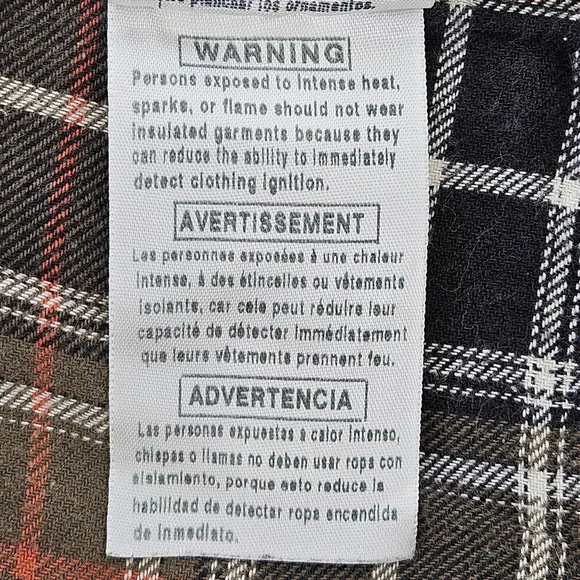 planchar los ornamentos.
WARNING
Persons exposed to intense heat,
sparks, or flame should not wear
insulated garments because they
can reduce the ability to immediately
detect clothing ignition.
AVERTISSEMENT
Les personnes exposées à une chaleur
intense, à des étincelles ou vêtements
isolants, car cela peut réduire leur
capacité de détecter immédiatement
que leurs vêtements prennent feu.
ADVERTENCIA
Las personas expuestas a calor intenso,
chispas o llamas no deben usar ropa con
aislamiento, porque esto reduce la
habilidad de detectar ropa encendida
de inmediato.